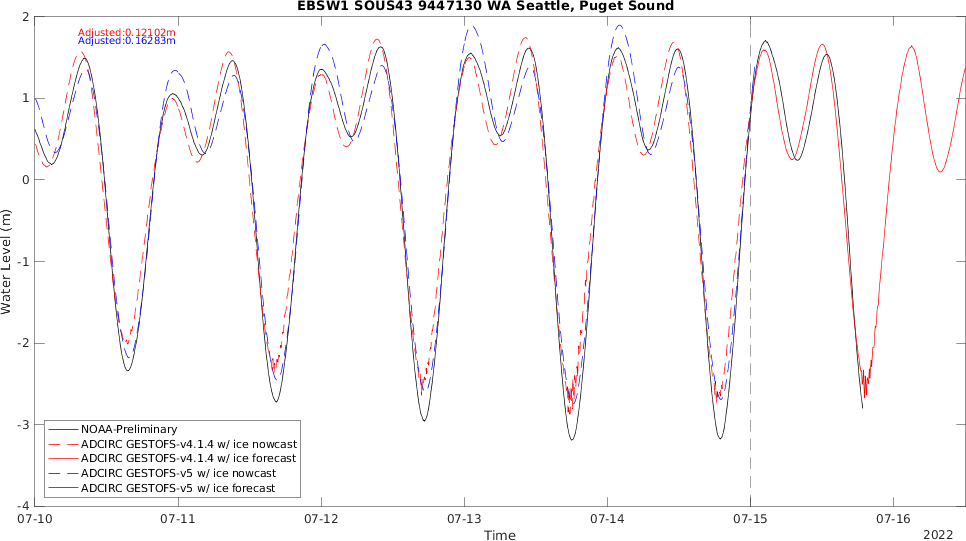 EBSW1 SOUS43 9447130 WA Seattle, Puget Sound
Adjusted:0.12102m
Adjusted:0.16283m
2
1
0
-1
-2
-3
-4
Water Level (m)
NOAA-Preliminary
ADCIRC GESTOFS-v4.1.4 w/ ice nowcast
ADCIRC GESTOFS-v4.1.4 w/ ice forecast
ADCIRC GESTOFS-v5 w/ ice nowcast
ADCIRC GESTOFS-v5 w/ ice forecast
07-10 07-11 07-12 07-13 07-14 07-15 07-16
Time
2022